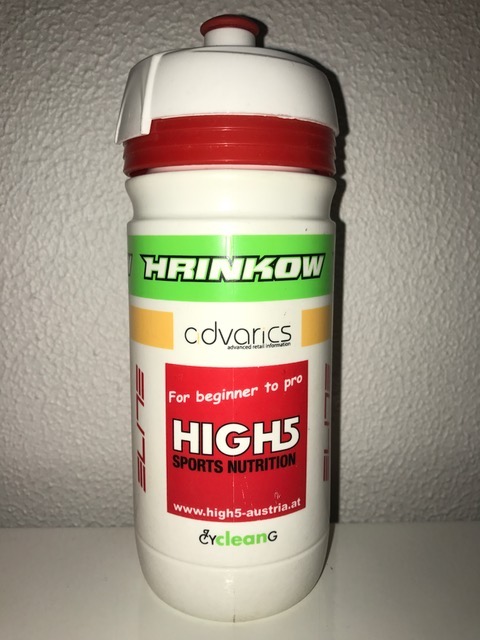 HRINKOW
advarics
advanced retail information
For beginner to pro
HIGH5
SPORTS NUTRITION
www.high5-austria.at
CYcleanG
ELITE
ELITE